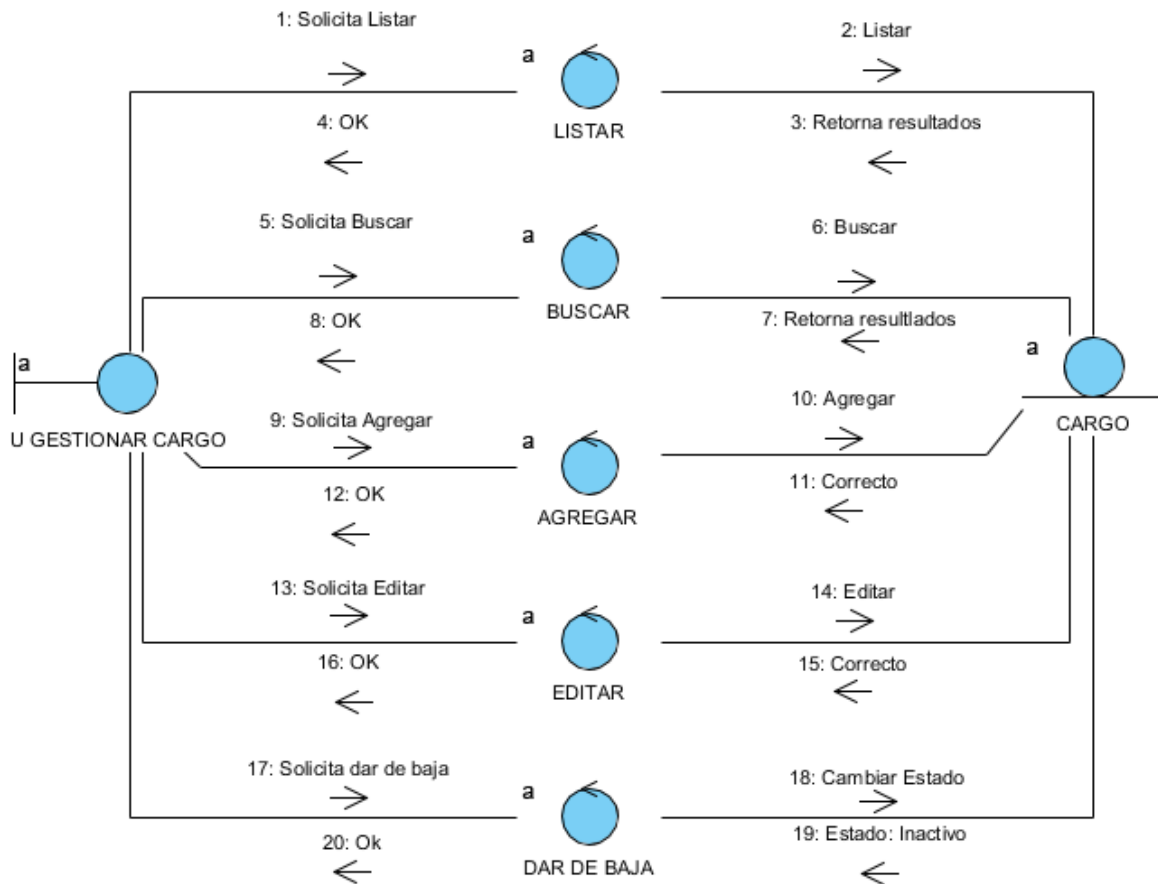 1: Solicita Listar
2: Listar
a
LISTAR
4: OK
3: Retorna resultados
5: Solicita Buscar
6: Buscar
a
BUSCAR
8: OK
7: Retorna resultlados
a
U GESTIONAR CARGO
a
CARGO
9: Solicita Agregar
10: Agregar
a
AGREGAR
12: OK
11: Correcto
13: Solicita Editar
14: Editar
a
EDITAR
16: OK
15: Correcto
17: Solicita dar de baja
18: Cambiar Estado
a
DAR DE BAJA
20: Ok
19: Estado: Inactivo